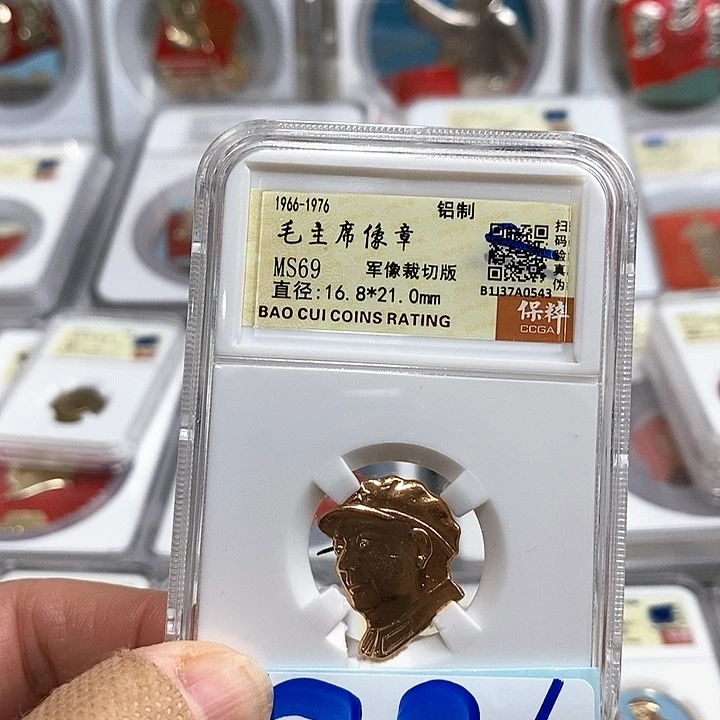 1966-1976 铝制
毛主席像章
MS69 军像裁切版
直径:16.8*21.0mm
BAO CUI COINS RATING
扫码验真伪
B1J37A0543
保粹
CCGA